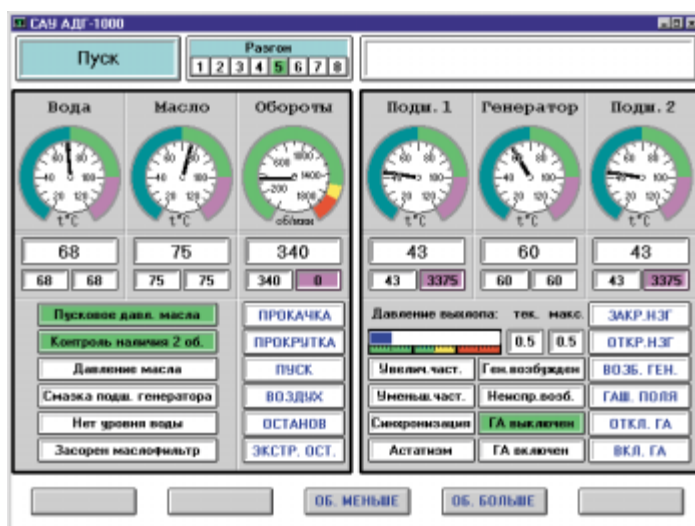 САУ АДГ-1000
Пуск
Разгон
1 2 3 4 5 6 7 8
Вода Масло Обороты Подш. 1 Генератор Подш. 2
t°C t°C об/мин t°C t°C t°C
68 75 340 43 60 43
68 68 75 75 340 0 43 3375 60 60 43 3375
Пусковое давл. масла ПРОКАЧКА Давление выхлопа: тек. макс. ЗАКР.НЗГ
Контроль наличия 2 об. ПРОКРУТКА 0.5 0.5 ОТКР.НЗГ
Давление масла ПУСК Увелич.част. Ген.возбужден ВОЗБ. ГЕН.
Смазка подш. генератора ВОЗДУХ Уменьш.част. Неиспр.возб. ГАШ. ПОЛЯ
Нет уровня воды ОСТАНОВ Синхронизация ГА выключен ОТКЛ. ГА
Засорен маслофильтр ЭКСТР. ОСТ. Астатизм ГА включен ВКЛ. ГА
ОБ. МЕНЬШЕ ОБ. БОЛЬШЕ